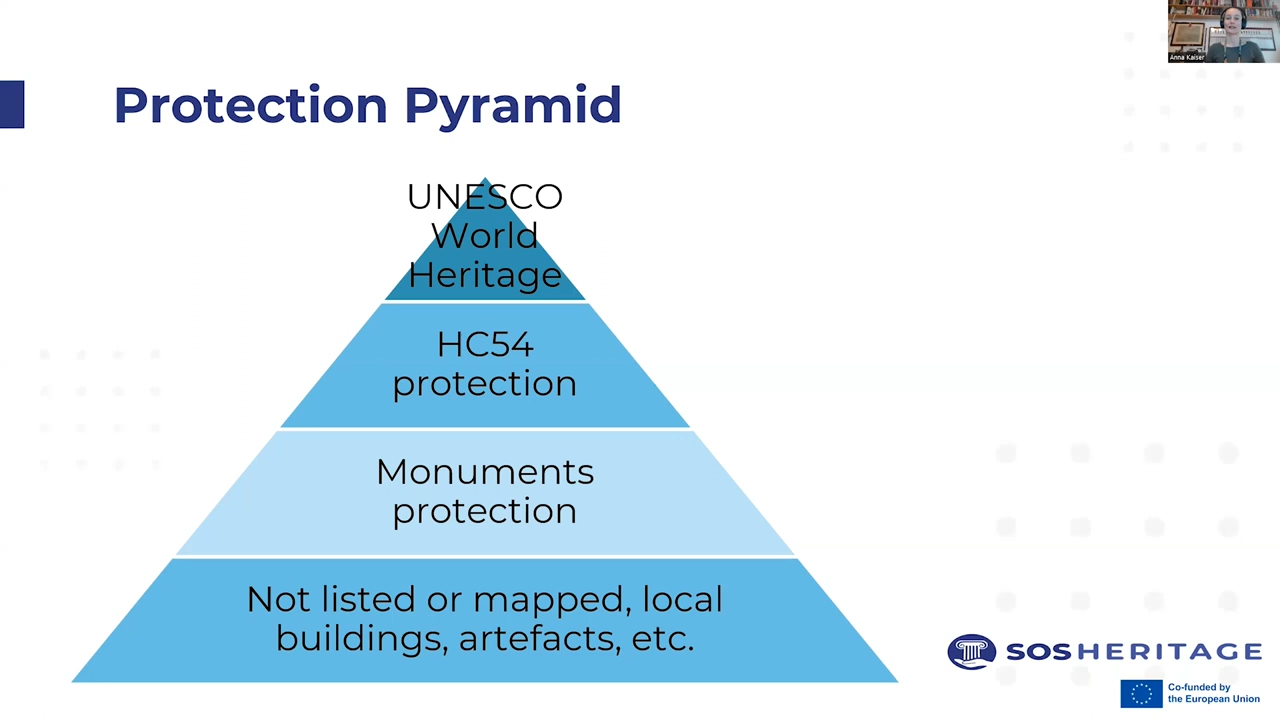 Anna Kaiser
Protection Pyramid
UNESCO
World
Heritage
HC54
protection
Monuments
protection
Not listed or mapped, local
buildings, artefacts, etc.
SOSHERITAGE
Co-funded by
the European Union